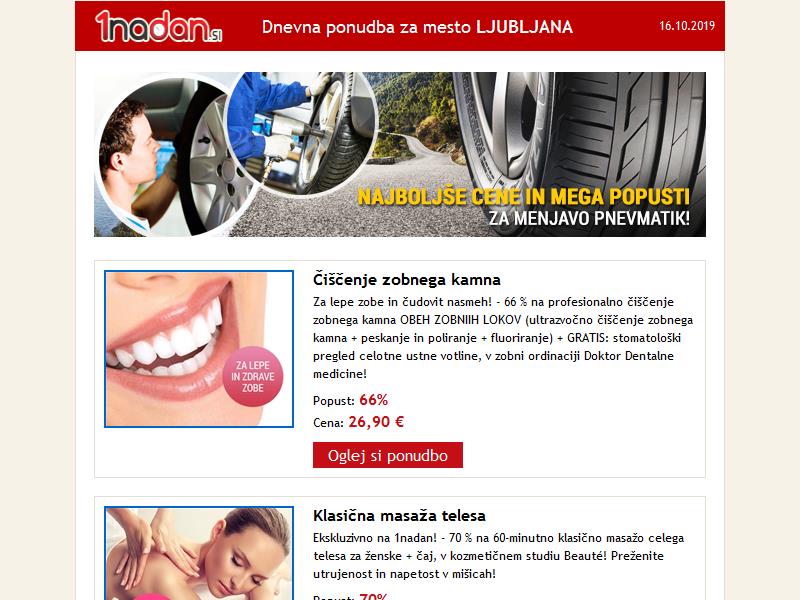 1nadan.si
Dnevna ponudba za mesto LJUBLJANA
16.10.2019
NAJBOLJŠE CENE IN MEGA POPUSTI
ZA MENJAVO PNEVMATIK!
ZA LEPE
IN ZDRAVE
ZOBE
Čiščenje zobnega kamna
Za lepe zobe in čudovit nasmeh! - 66 % na profesionalno čiščenje
zobnega kamna OBEH ZOBNIIH LOKOV (ultrazvočno čiščenje zobnega
kamna + peskanje in poliranje + fluoriranje) + GRATIS: stomatološki
pregled celotne ustne votline, v zobni ordinaciji Doktor Dentalne
medicine!
Popust: 66%
Cena: 26,90 €
Oglej si ponudbo
Klasična masaža telesa
Ekskluzivno na 1nadan! - 70 % na 60-minutno klasično masažo celega
telesa za ženske + čaj, v kozmetičnem studiu Beauté! Preženite
utrujenost in napetost v mišicah!
Popust: 70%